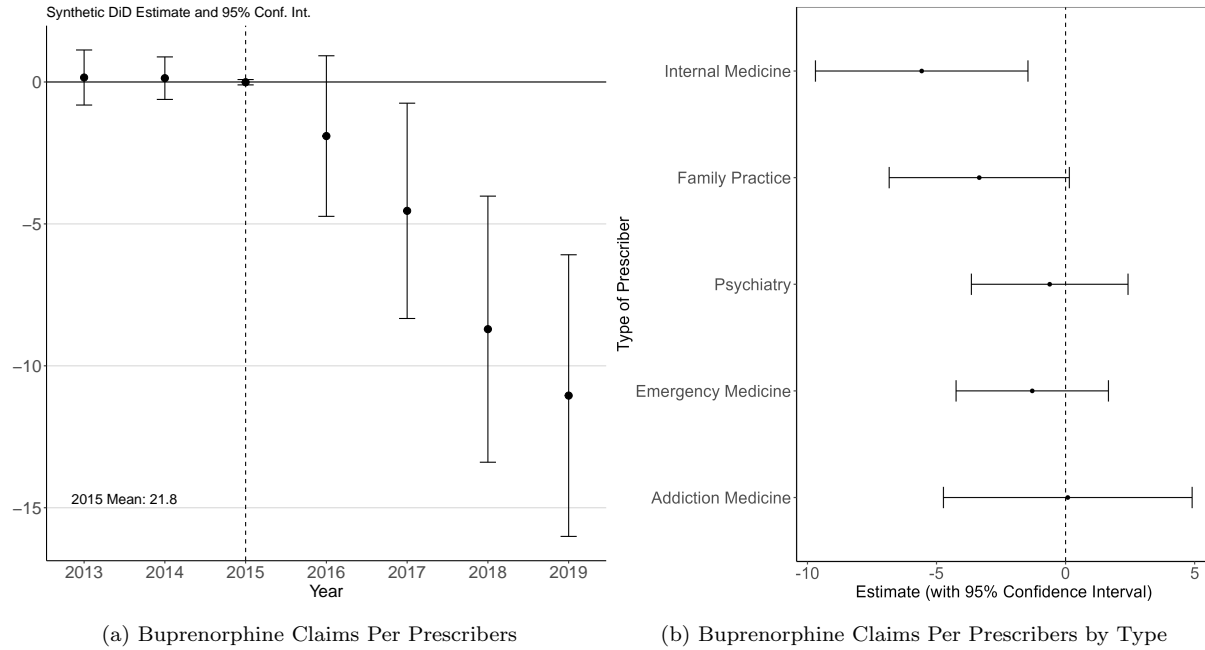 Synthetic DiD Estimate and 95% Conf. Int.
0
−5
−10
−15
2015 Mean: 21.8
2013 2014 2015 2016 2017 2018 2019
Year
(a) Buprenorphine Claims Per Prescribers
Type of Prescriber
Internal Medicine
Family Practice
Psychiatry
Emergency Medicine
Addiction Medicine
-10 -5 0 5
Estimate (with 95% Confidence Interval)
(b) Buprenorphine Claims Per Prescribers by Type